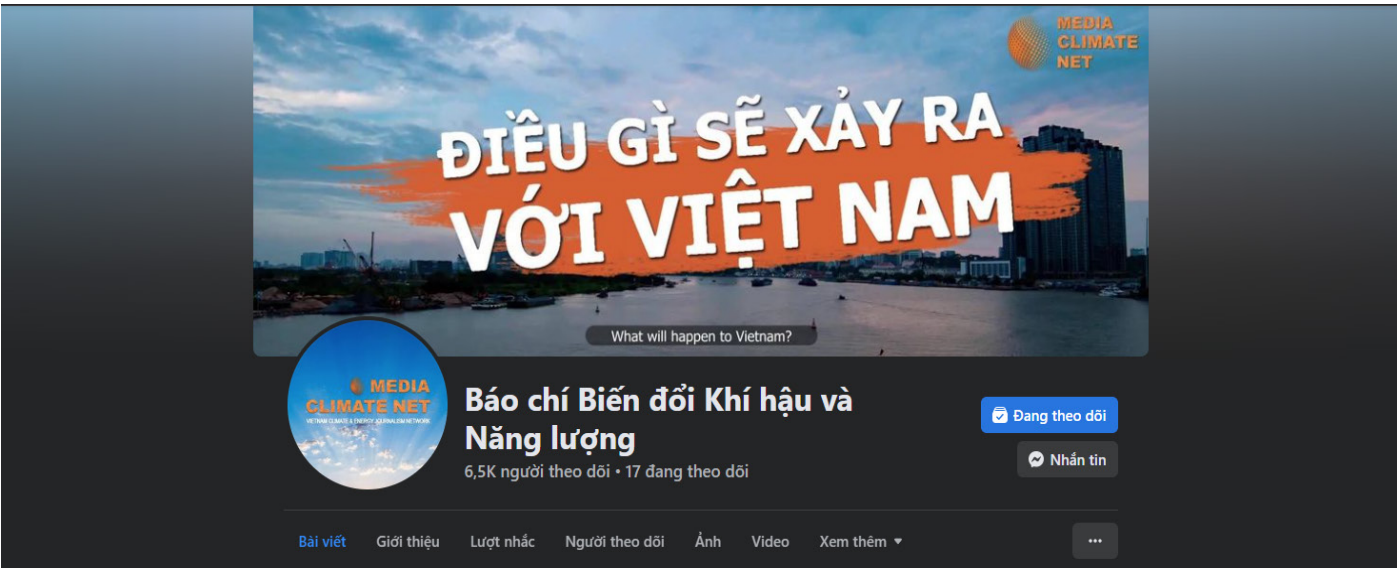 MEDIA
CLIMATE
NET
ĐIỀU GÌ SẼ XẢY RA
VỚI VIỆT NAM
What will happen to Vietnam?
MEDIA
CLIMATE NET
VIETNAM CLIMATE & ENERGY JOURNALISM NETWORK
Báo chí Biến đổi Khí hậu và
Năng lượng
6,5K người theo dõi • 17 đang theo dõi
Đang theo dõi
Nhắn tin
Bài viết Giới thiệu Lượt nhắc Người theo dõi Ảnh Video Xem thêm